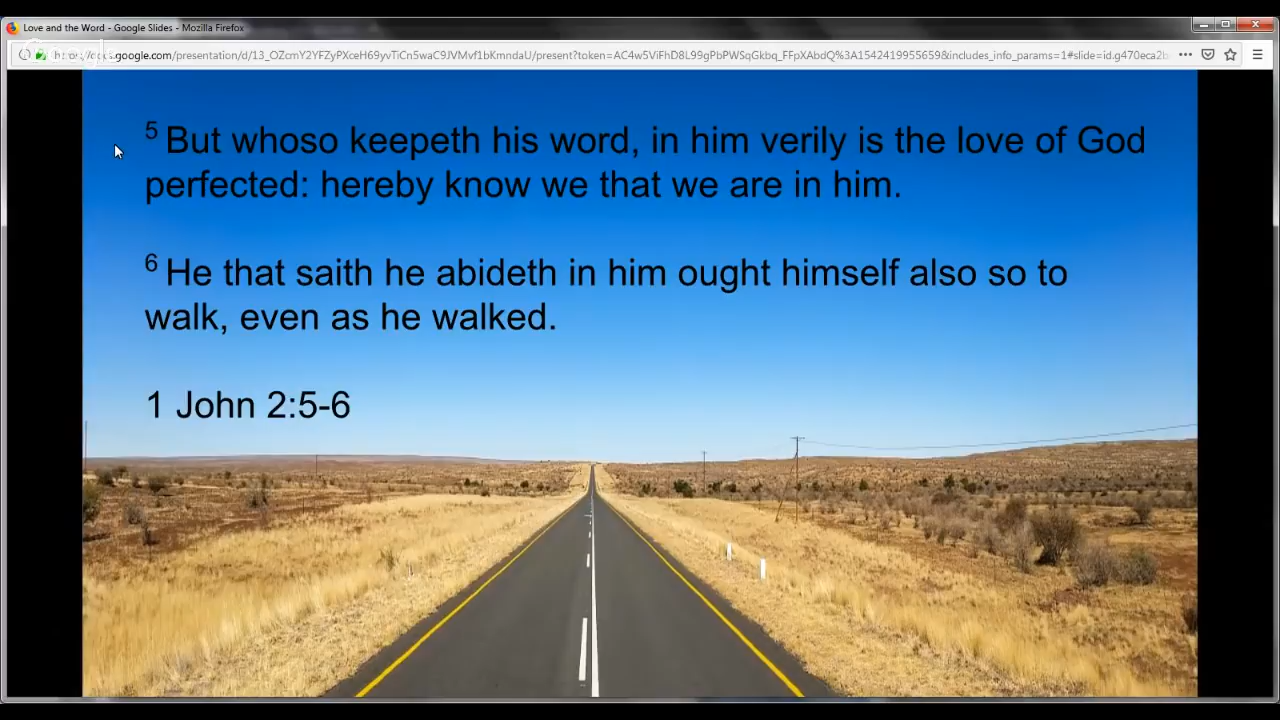 Love and the Word - Google Slides - Mozilla Firefox
5 But whoso keepeth his word, in him verily is the love of God
perfected: hereby know we that we are in him.
6 He that saith he abideth in him ought himself also so to
walk, even as he walked.
1 John 2:5-6